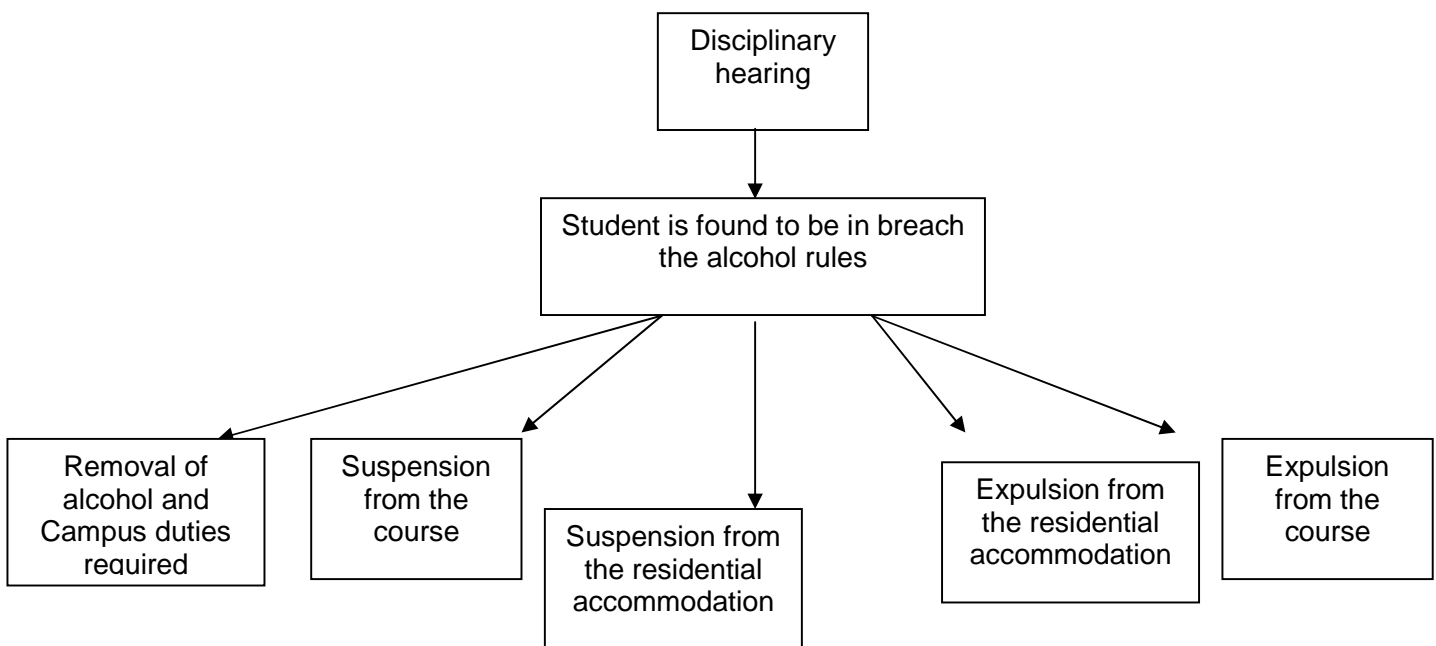 Disciplinary
hearing
Student is found to be in breach
the alcohol rules
Removal of
alcohol and
Campus duties
required
Suspension
from the
course
Suspension from
the residential
accommodation
Expulsion from
the residential
accommodation
Expulsion
from the
course